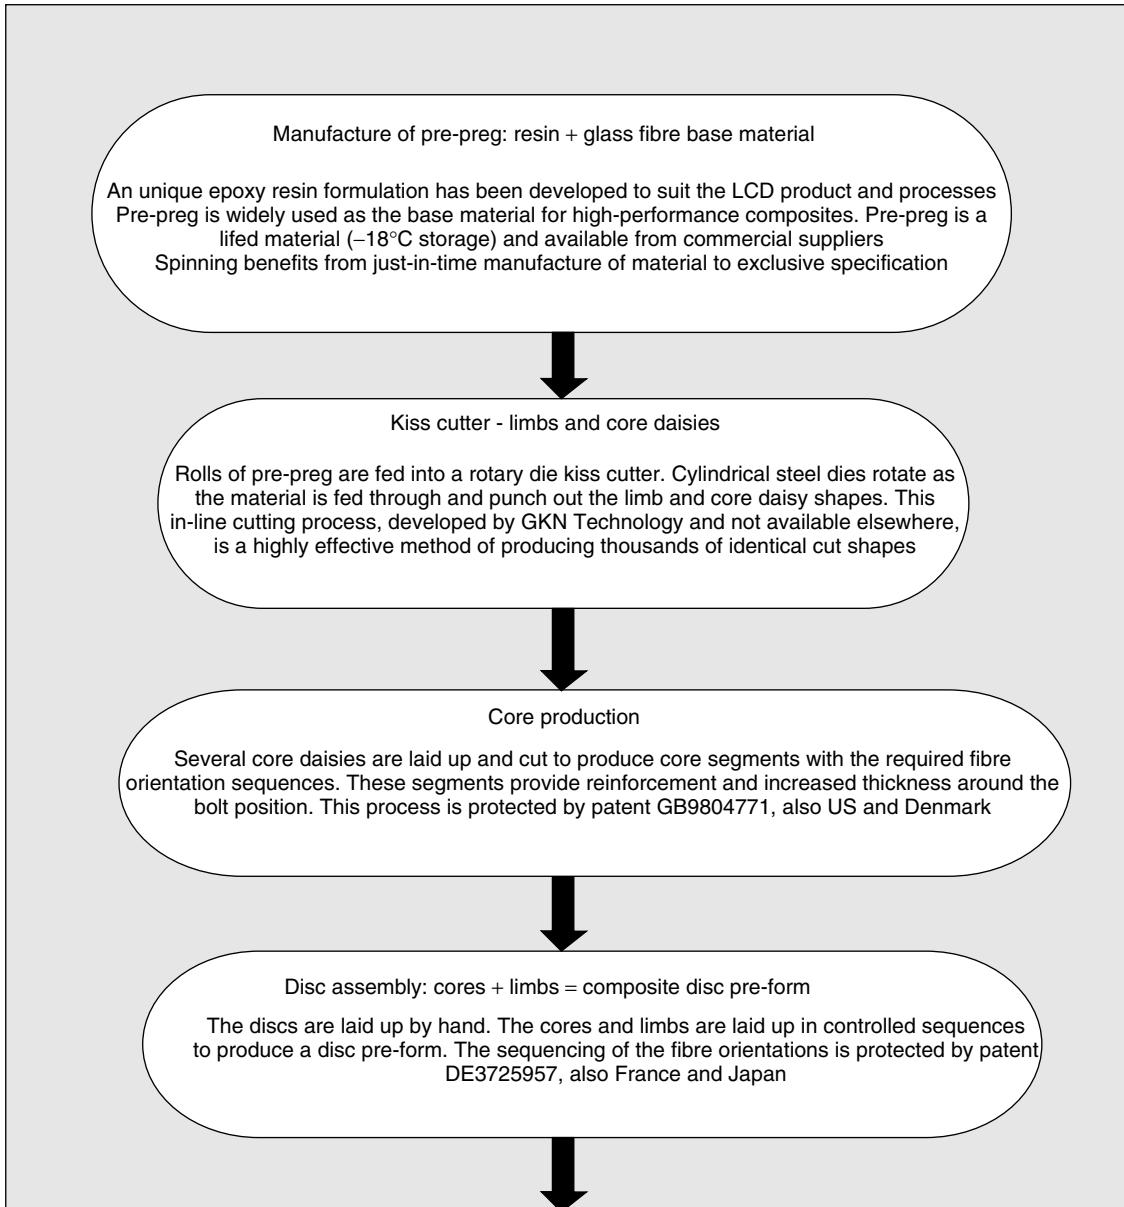 Manufacture of pre-preg: resin + glass fibre base material
An unique epoxy resin formulation has been developed to suit the LCD product and processes
Pre-preg is widely used as the base material for high-performance composites. Pre-preg is a
lifed material (−18°C storage) and available from commercial suppliers
Spinning benefits from just-in-time manufacture of material to exclusive specification
Kiss cutter - limbs and core daisies
Rolls of pre-preg are fed into a rotary die kiss cutter. Cylindrical steel dies rotate as
the material is fed through and punch out the limb and core daisy shapes. This
in-line cutting process, developed by GKN Technology and not available elsewhere,
is a highly effective method of producing thousands of identical cut shapes
Core production
Several core daisies are laid up and cut to produce core segments with the required fibre
orientation sequences. These segments provide reinforcement and increased thickness around the
bolt position. This process is protected by patent GB9804771, also US and Denmark
Disc assembly: cores + limbs = composite disc pre-form
The discs are laid up by hand. The cores and limbs are laid up in controlled sequences
to produce a disc pre-form. The sequencing of the fibre orientations is protected by patent
DE3725957, also France and Japan